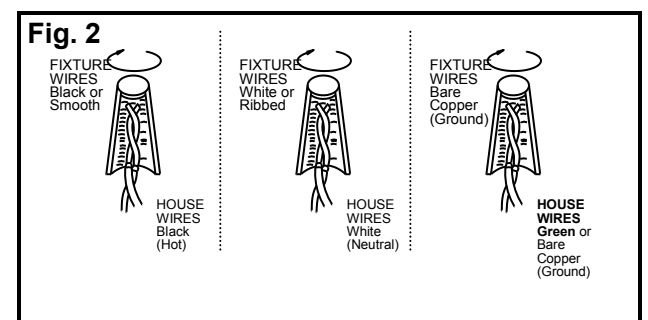 Fig. 2
FIXTURE
WIRES
Black or
Smooth
HOUSE
WIRES
Black
(Hot)
FIXTURE
WIRES
White or
Ribbed
HOUSE
WIRES
White
(Neutral)
FIXTURE
WIRES
Bare
Copper
(Ground)
HOUSE
WIRES
Green or
Bare
Copper
(Ground)